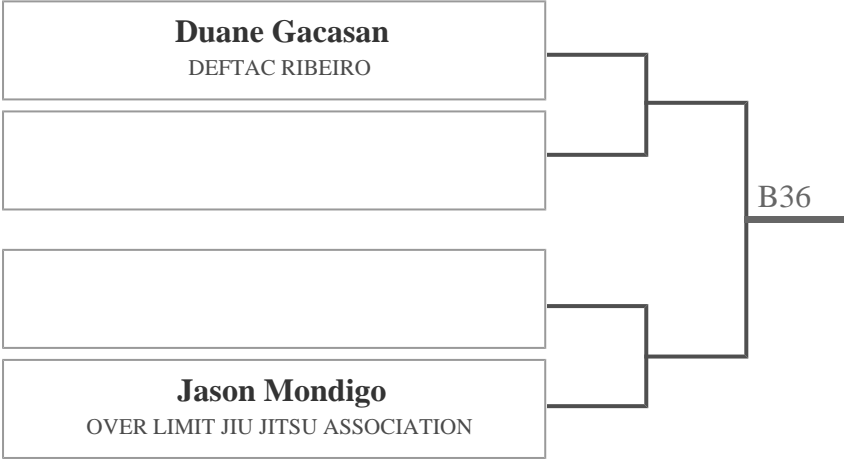 Duane Gacasan
DEFTAC RIBEIRO
B36
Jason Mondigo
OVER LIMIT JIU JITSU ASSOCIATION